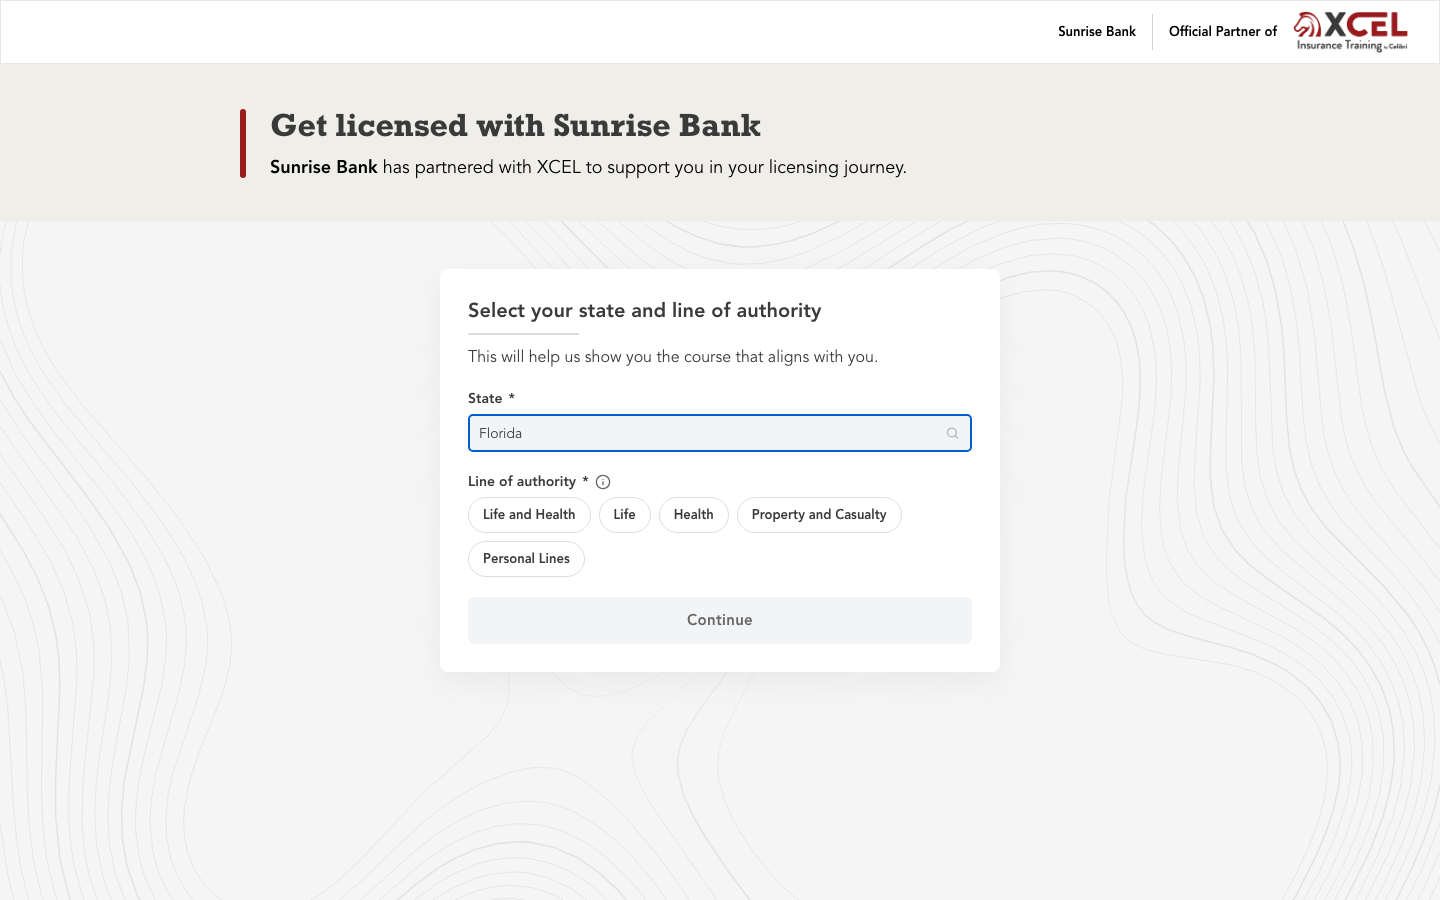 Sunrise Bank
Official Partner of
XCEL
Insurance Training by Colibri
Get licensed with Sunrise Bank
Sunrise Bank has partnered with XCEL to support you in your licensing journey.
Select your state and line of authority
This will help us show you the course that aligns with you.
State *
Florida
Line of authority *
Life and Health
Life
Health
Property and Casualty
Personal Lines
Continue